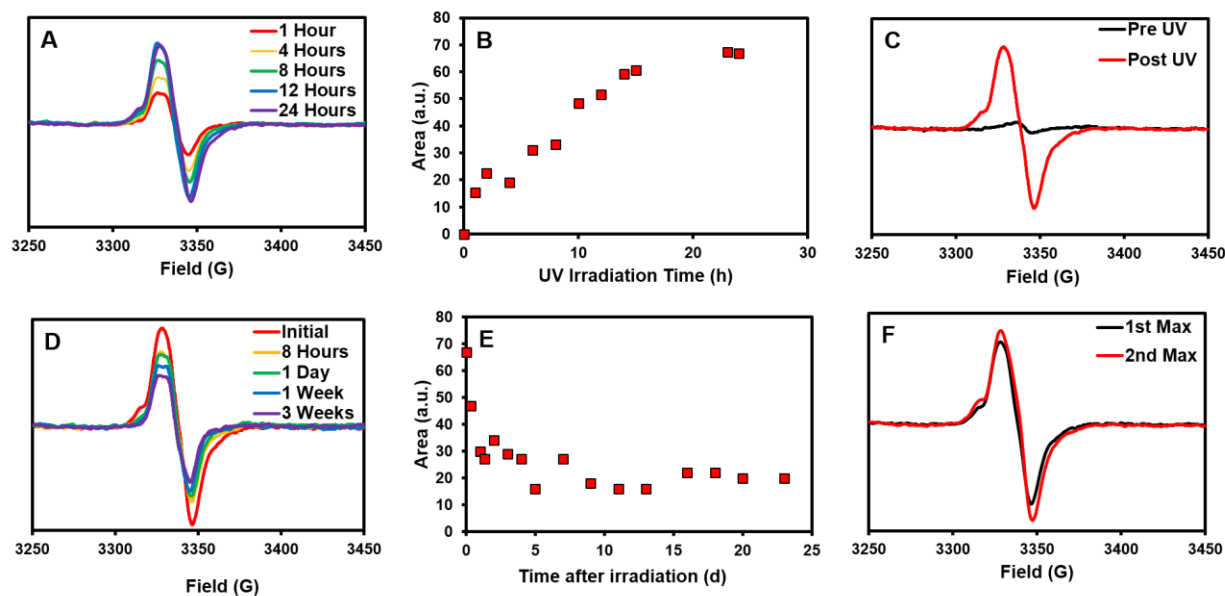 A
1 Hour
4 Hours
8 Hours
12 Hours
24 Hours
3250 3300 3350 3400 3450
Field (G)
B
Area (a.u.)
80
70
60
50
40
30
20
10
0
0 10 20 30
UV Irradiation Time (h)
C
Pre UV
Post UV
3250 3300 3350 3400 3450
Field (G)
D
Initial
8 Hours
1 Day
1 Week
3 Weeks
3250 3300 3350 3400 3450
Field (G)
E
Area (a.u.)
80
70
60
50
40
30
20
10
0
0 5 10 15 20 25
Time after irradiation (d)
F
1st Max
2nd Max
3250 3300 3350 3400 3450
Field (G)